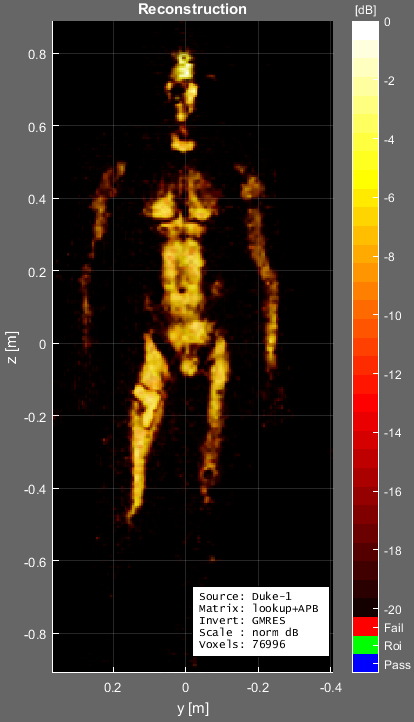 Reconstruction
[dB]
0
0.8
-2
0.6
-4
-6
0.4
-8
0.2
-10
z [m]
0
-12
-0.2
-14
-0.4
-16
-18
-0.6
Source: Duke-1
Matrix: lookup+APB
Invert: GMRES
Scale : norm dB
Voxels: 76996
-20
Fail
-0.8
Roi
Pass
0.2
0
-0.2
-0.4
y [m]